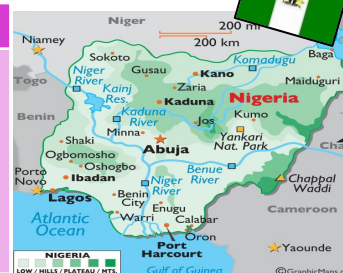 Niger
200 mi
200 km
Niamey
Komadugu
Baga
Sokoto
Niger
River
Gusau
Kano
Maiduguri
Togo
Kainj
Res.
Zaria
Kaduna
Nigeria
Benin
Kaduna
River
Jos
Kumo
Minna
Yankari
Nat. Park
Shaki
Abuja
Ogbomosho
Oshogbo
Benue
River
Chappal
Waddi
Porto
Novo
Ibadan
Niger
River
Lagos
Benin
City
Enugu
Cameroon
Atlantic
Ocean
Warri
Calabar
Oron
Port
Harcourt
Yaounde
NIGERIA
LOW / HILLS / PLATEAU / MTS.
Gulf of Guinea
©GraphicMaps.c